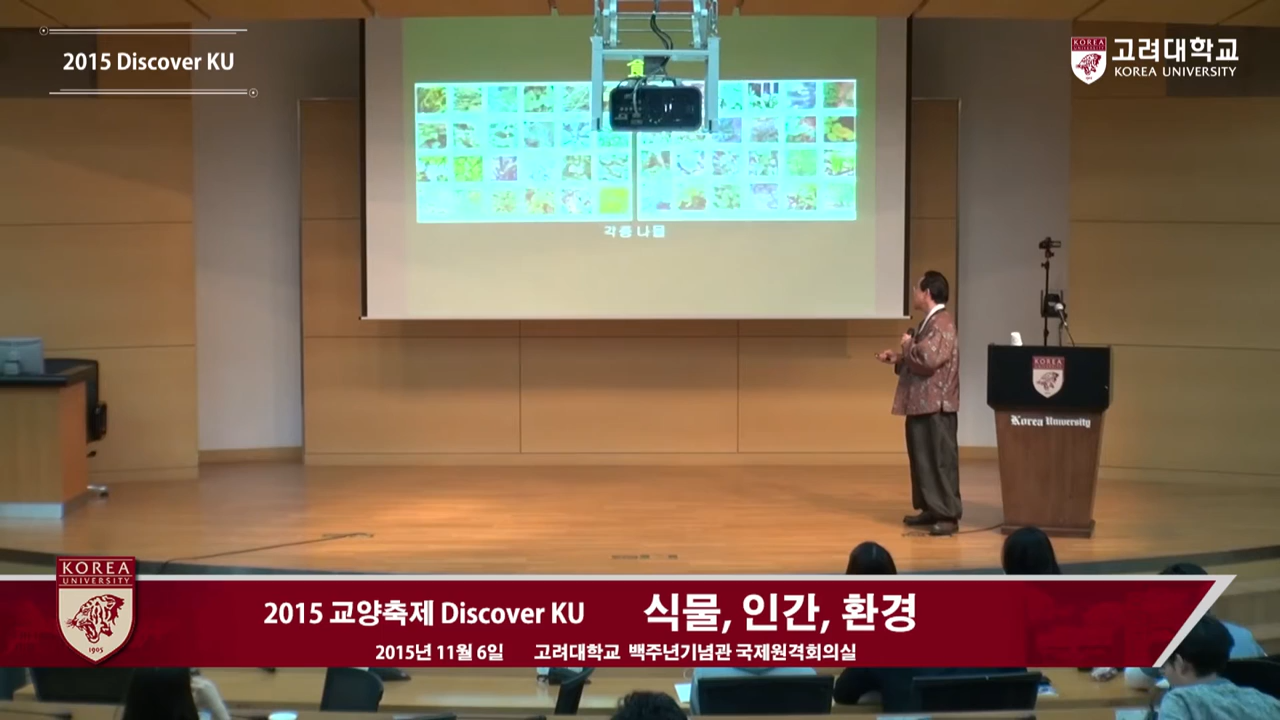 2015 Discover KU
KOREA
고려대학교
KOREA UNIVERSITY
각종 나물
KOREA
Korea University
KOREA
UNIVERSITY
1905
2015 교양축제 Discover KU
식물, 인간, 환경
2015년 11월 6일
고려대학교 백주년기념관 국제원격회의실